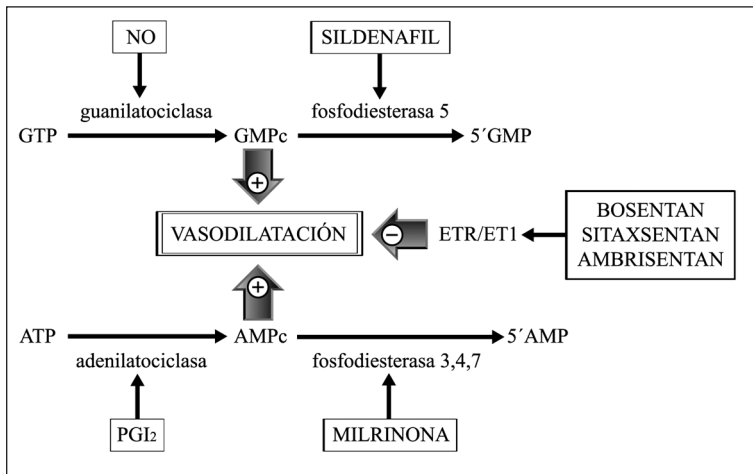 NO
SILDENAFIL
guanilatociclasa
fosfodiesterasa 5
GTP
GMPc
5´GMP
+
VASODILATACIÓN
−
ETR/ET1
BOSENTAN
SITAXSENTAN
AMBRISENTAN
+
ATP
AMPc
5´AMP
adenilatociclasa
fosfodiesterasa 3,4,7
PGI₂
MILRINONA